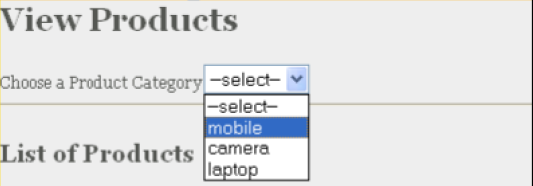 View Products
Choose a Product Category --select--
--select--
mobile
camera
List of Products
laptop